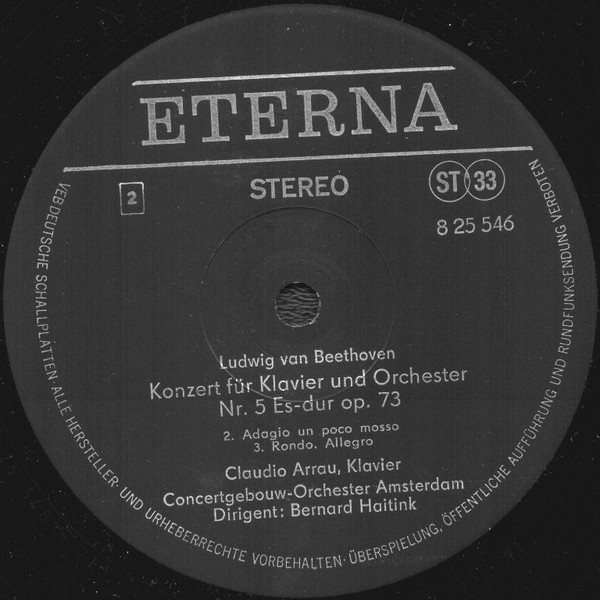 ETERNA
2
STEREO
ST 33
8 25 546
Ludwig van Beethoven
Konzert für Klavier und Orchester
Nr. 5 Es-dur op. 73
2. Adagio un poco mosso
3. Rondo. Allegro
Claudio Arrau, Klavier
Concertgebouw-Orchester Amsterdam
Dirigent: Bernard Haitink
VEB DEUTSCHE SCHALLPLATTEN · ALLE HERSTELLER- UND URHEBERRECHTE VORBEHALTEN · ÜBERSPIELUNG, ÖFFENTLICHE AUFFÜHRUNG UND RUNDFUNKSENDUNG VERBOTEN